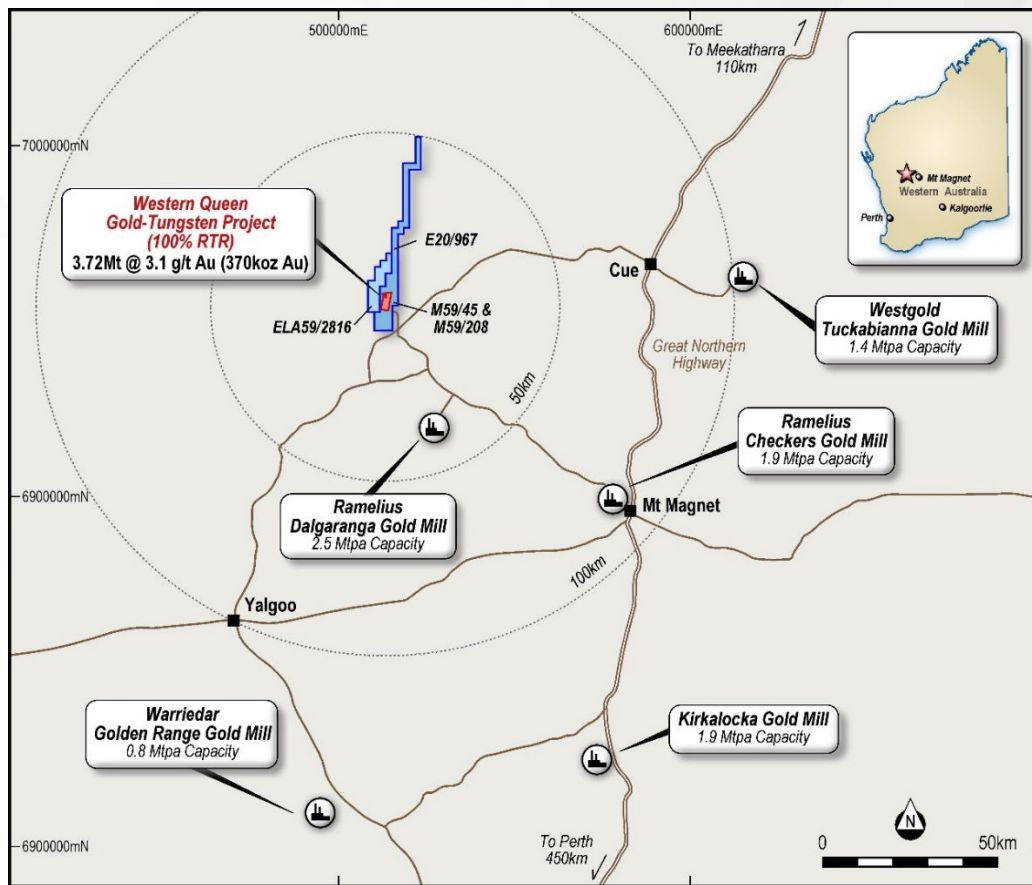 500000mE
600000mE
To Meekatharra
110km
7000000mN
Western Queen
Gold-Tungsten Project
(100% RTR)
3.72Mt @ 3.1 g/t Au (370koz Au)
E20/967
ELA59/2816
M59/45 &
M59/208
Cue
Mt Magnet
Western Australia
Kalgoorlie
Perth
Westgold
Tuckabianna Gold Mill
1.4 Mtpa Capacity
Great Northern
Highway
50km
Ramelius
Checkers Gold Mill
1.9 Mtpa Capacity
6900000mN
Ramelius
Dalgaranga Gold Mill
2.5 Mtpa Capacity
Mt Magnet
100km
Yalgoo
Warriedar
Golden Range Gold Mill
0.8 Mtpa Capacity
Kirkalocka Gold Mill
1.9 Mtpa Capacity
6900000mN
To Perth
450km
N
0
50km